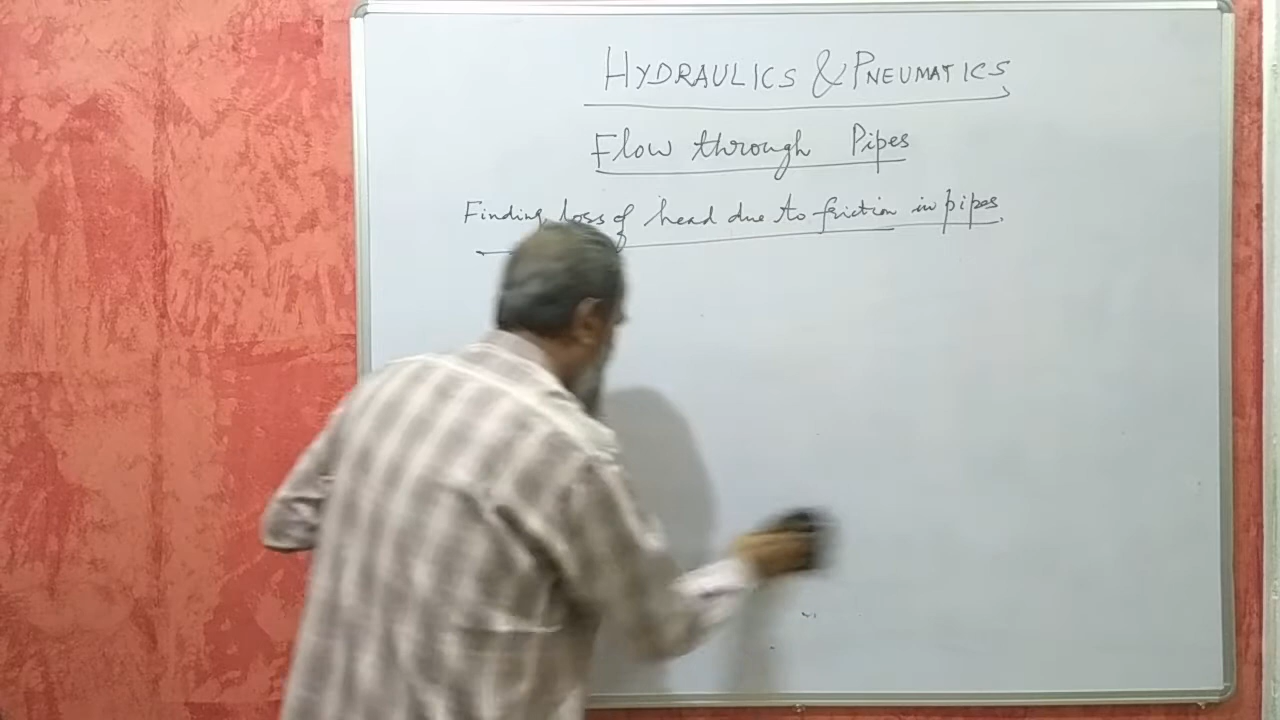 HYDRAULICS & PNEUMATICS
Flow through Pipes
Finding loss of head due to friction in pipes